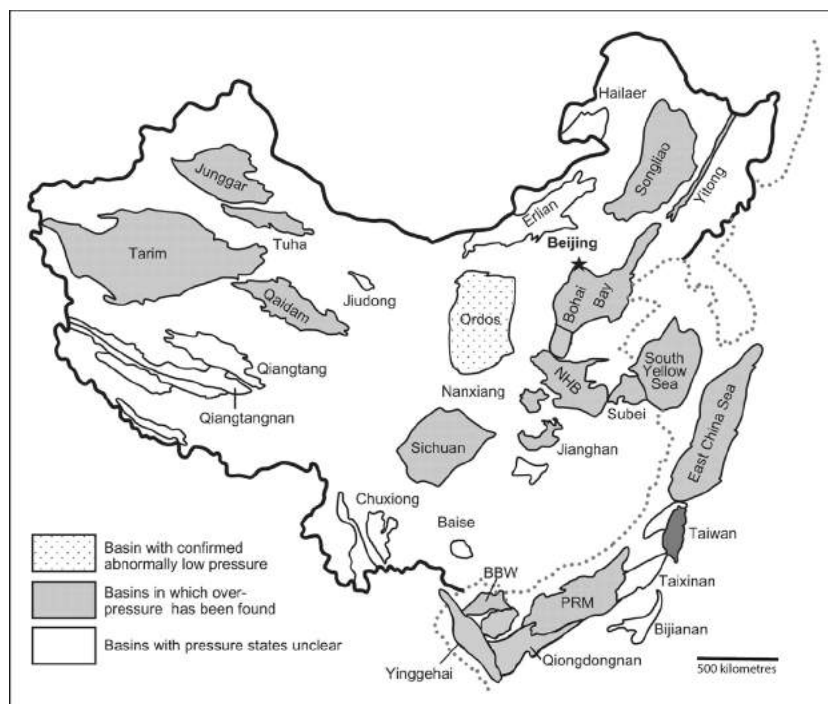 Hailaer
Songliao
Yitong
Junggar
Erlian
Tuha
Beijing
Tarim
Jiudong
Qaidam
Ordos
Bohai
Bay
Qiangtang
South
Yellow
Sea
Nanxiang
NHB
Qiangtangnan
Subei
East China Sea
Sichuan
Jianghan
Chuxiong
Baise
Taiwan
Basin with confirmed
abnormally low pressure
BBW
Taixinan
Basins in which over-
pressure has been found
PRM
Bijianan
Basins with pressure states unclear
Yinggehai
Qiongdongnan
500 kilometres